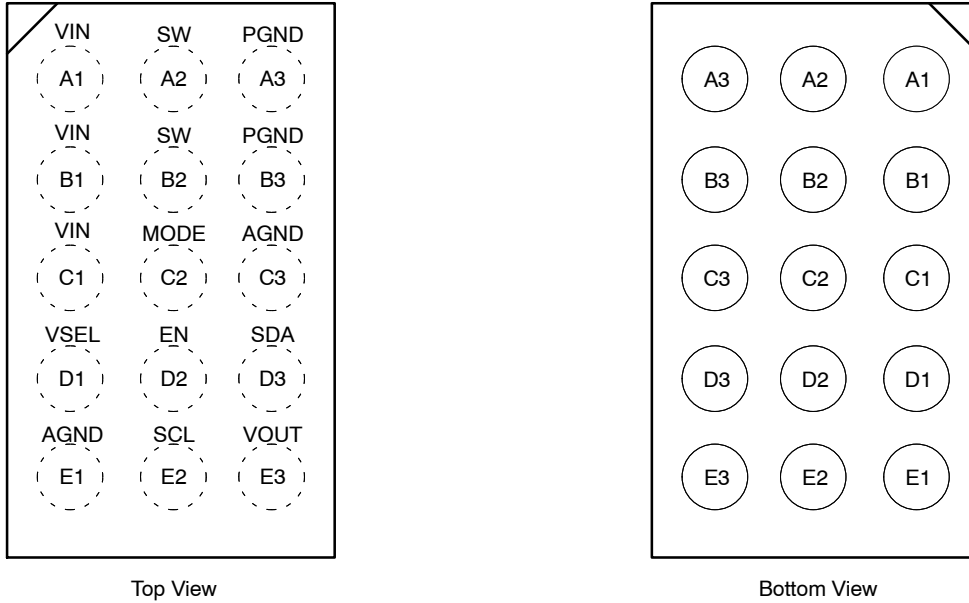 VIN SW PGND
A1 A2 A3 A3 A2 A1
VIN SW PGND
B1 B2 B3 B3 B2 B1
VIN MODE AGND
C1 C2 C3 C3 C2 C1
VSEL EN SDA
D1 D2 D3 D3 D2 D1
AGND SCL VOUT
E1 E2 E3 E3 E2 E1
Top View Bottom View